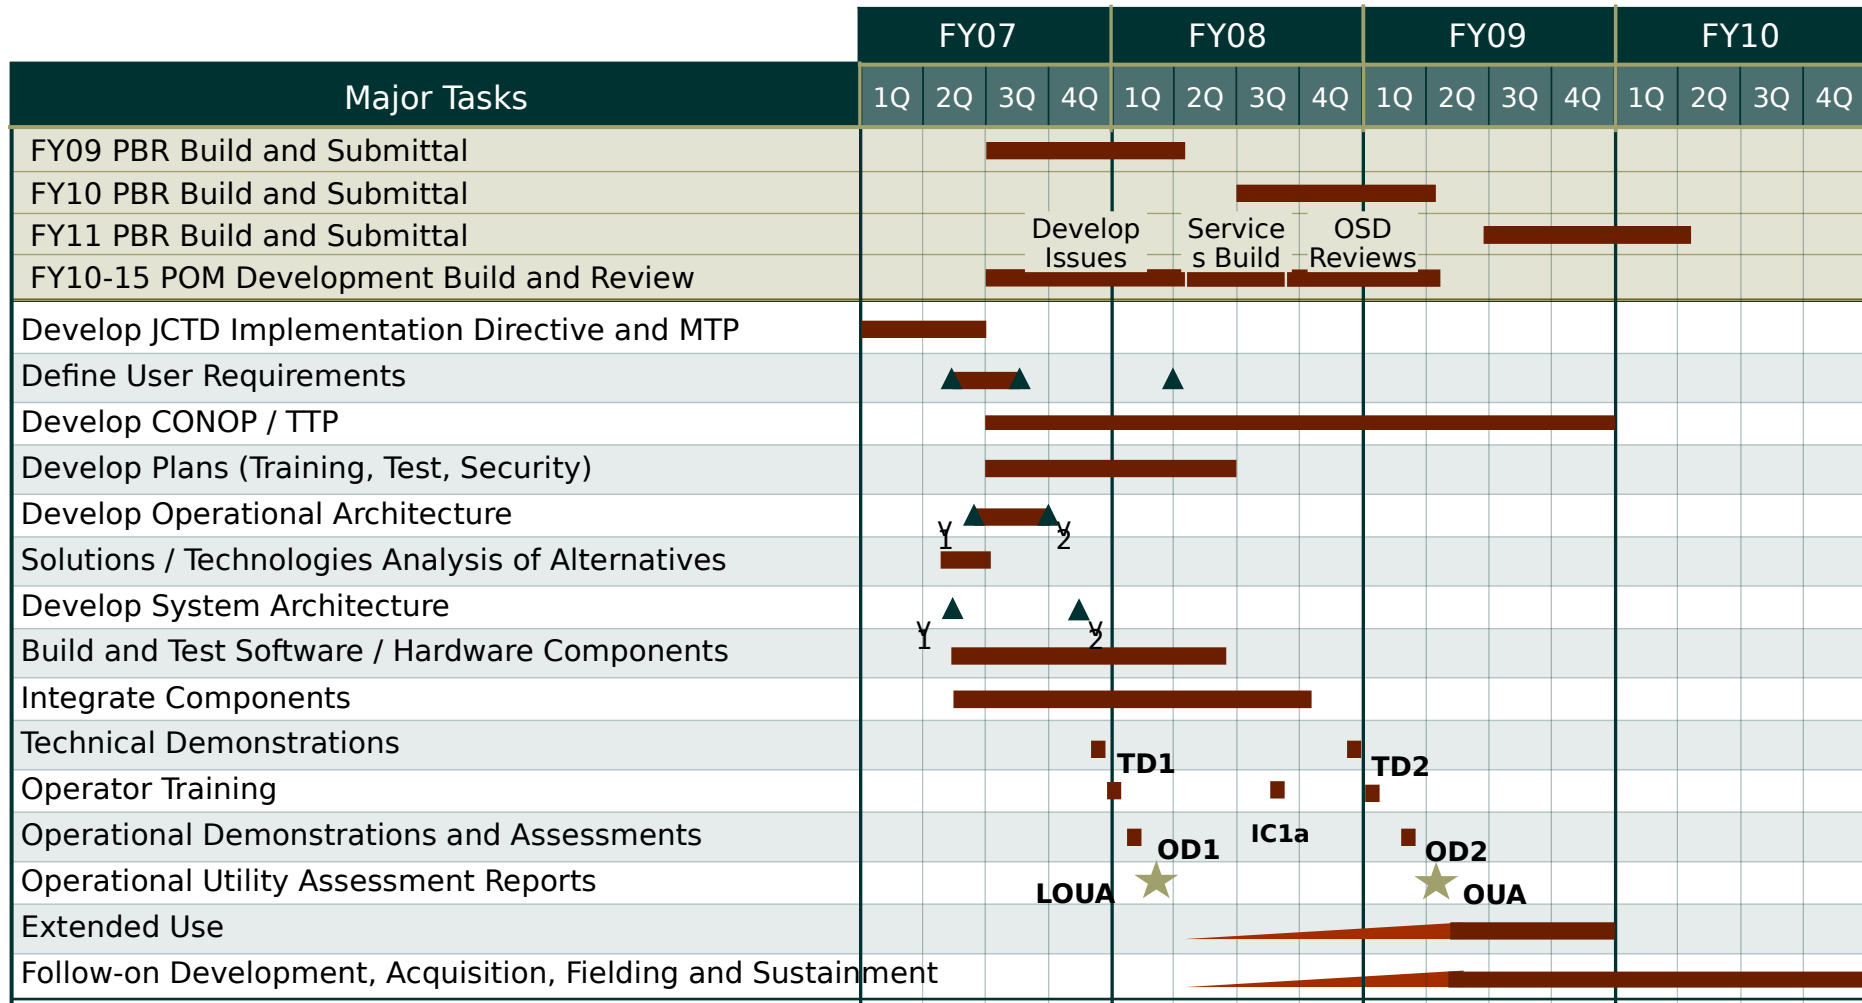 FY07 FY08 FY09 FY10
Major Tasks 1Q 2Q 3Q 4Q 1Q 2Q 3Q 4Q 1Q 2Q 3Q 4Q 1Q 2Q 3Q 4Q
FY09 PBR Build and Submittal
FY10 PBR Build and Submittal
FY11 PBR Build and Submittal
Develop Service OSD
Issues s Build Reviews
FY10-15 POM Development Build and Review
Develop JCTD Implementation Directive and MTP
Define User Requirements
Develop CONOP / TTP
Develop Plans (Training, Test, Security)
Develop Operational Architecture
V V
1 2
Solutions / Technologies Analysis of Alternatives
Develop System Architecture
V V
1 2
Build and Test Software / Hardware Components
Integrate Components
Technical Demonstrations
TD1 TD2
Operator Training
Operational Demonstrations and Assessments
IC1a
OD1 OD2
Operational Utility Assessment Reports
LOUA OUA
Extended Use
Follow-on Development, Acquisition, Fielding and Sustainment